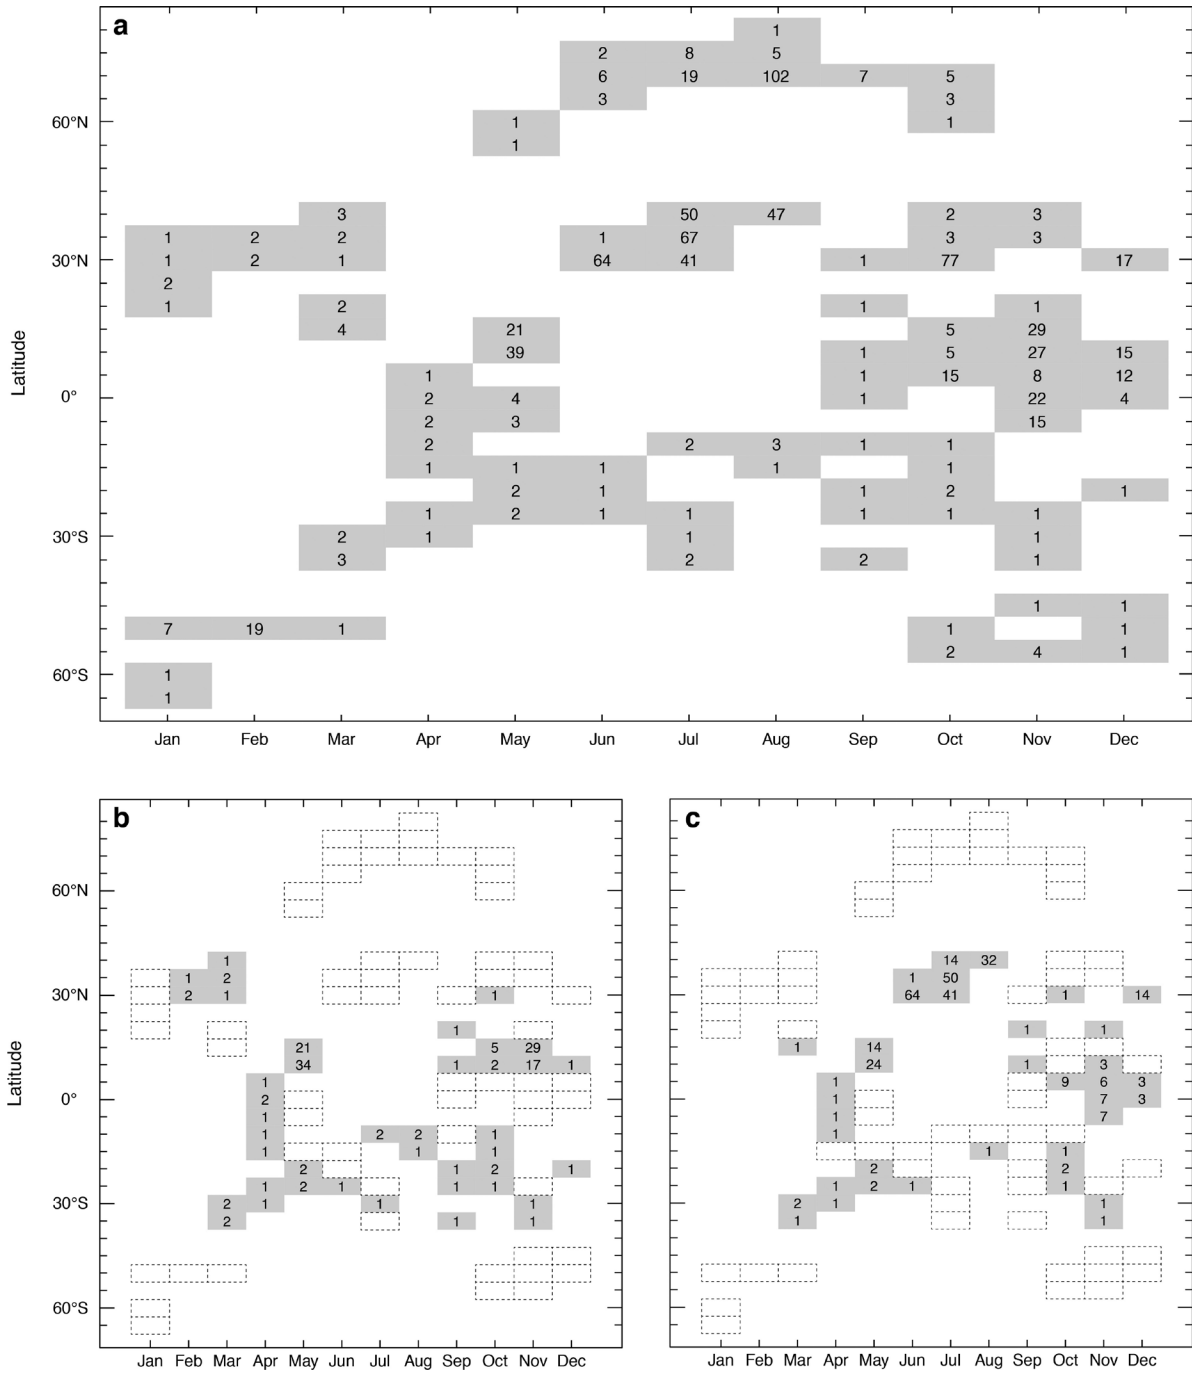 a
1
2 8 5
6 19 102 7 5
3 3
60°N 1 1
1
3 50 47 2 3
1 2 2 1 67 3 3
30°N 1 2 1 64 41 1 77 17
2
1 2 1 1
4 21 5 29
39 1 5 27 15
1 1 15 8 12
0° 2 4 1 22 4
2 3 15
2 2 3 1 1
1 1 1 1 1
2 1 1 2 1
1 2 1 1 1 1 1
30°S 2 1 1 1
3 2 2 1
1 1
7 19 1 1 1
2 4 1
60°S 1
1
Latitude
Jan Feb Mar Apr May Jun Jul Aug Sep Oct Nov Dec
b
60°N
1
1 2
30°N 2 1 1
1
21 5 29
34 1 2 17 1
1
0° 2
1
1 2 2 1
1 1 1
2 1 2 1
1 2 1 1 1
30°S 2 1 1 1
2 1 1
60°S
Latitude
Jan Feb Mar Apr May Jun Jul Aug Sep Oct Nov Dec
c
14 32
1 50
64 41 1 14
1 1
1 14
24 1 3
1 9 6 3
1 7 3
1 7
1
1 1
2 2
1 2 1 1
2 1 1
1 1
Jan Feb Mar Apr May Jun Jul Aug Sep Oct Nov Dec